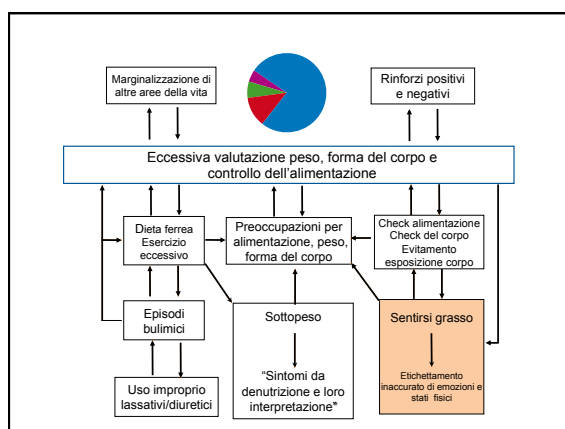 Marginalizzazione di
altre aree della vita
Rinforzi positivi
e negativi
Eccessiva valutazione peso, forma del corpo e
controllo dell'alimentazione
Dieta ferrea
Esercizio
eccessivo
Preoccupazioni per
alimentazione, peso,
forma del corpo
Check alimentazione
Check del corpo
Evitamento
esposizione corpo
Episodi
bulimici
Sottopeso
"Sintomi da
denutrizione e loro
interpretazione"
Sentirsi grasso
Etichettamento
inaccurato di emozioni e
stati fisici
Uso improprio
lassativi/diuretici